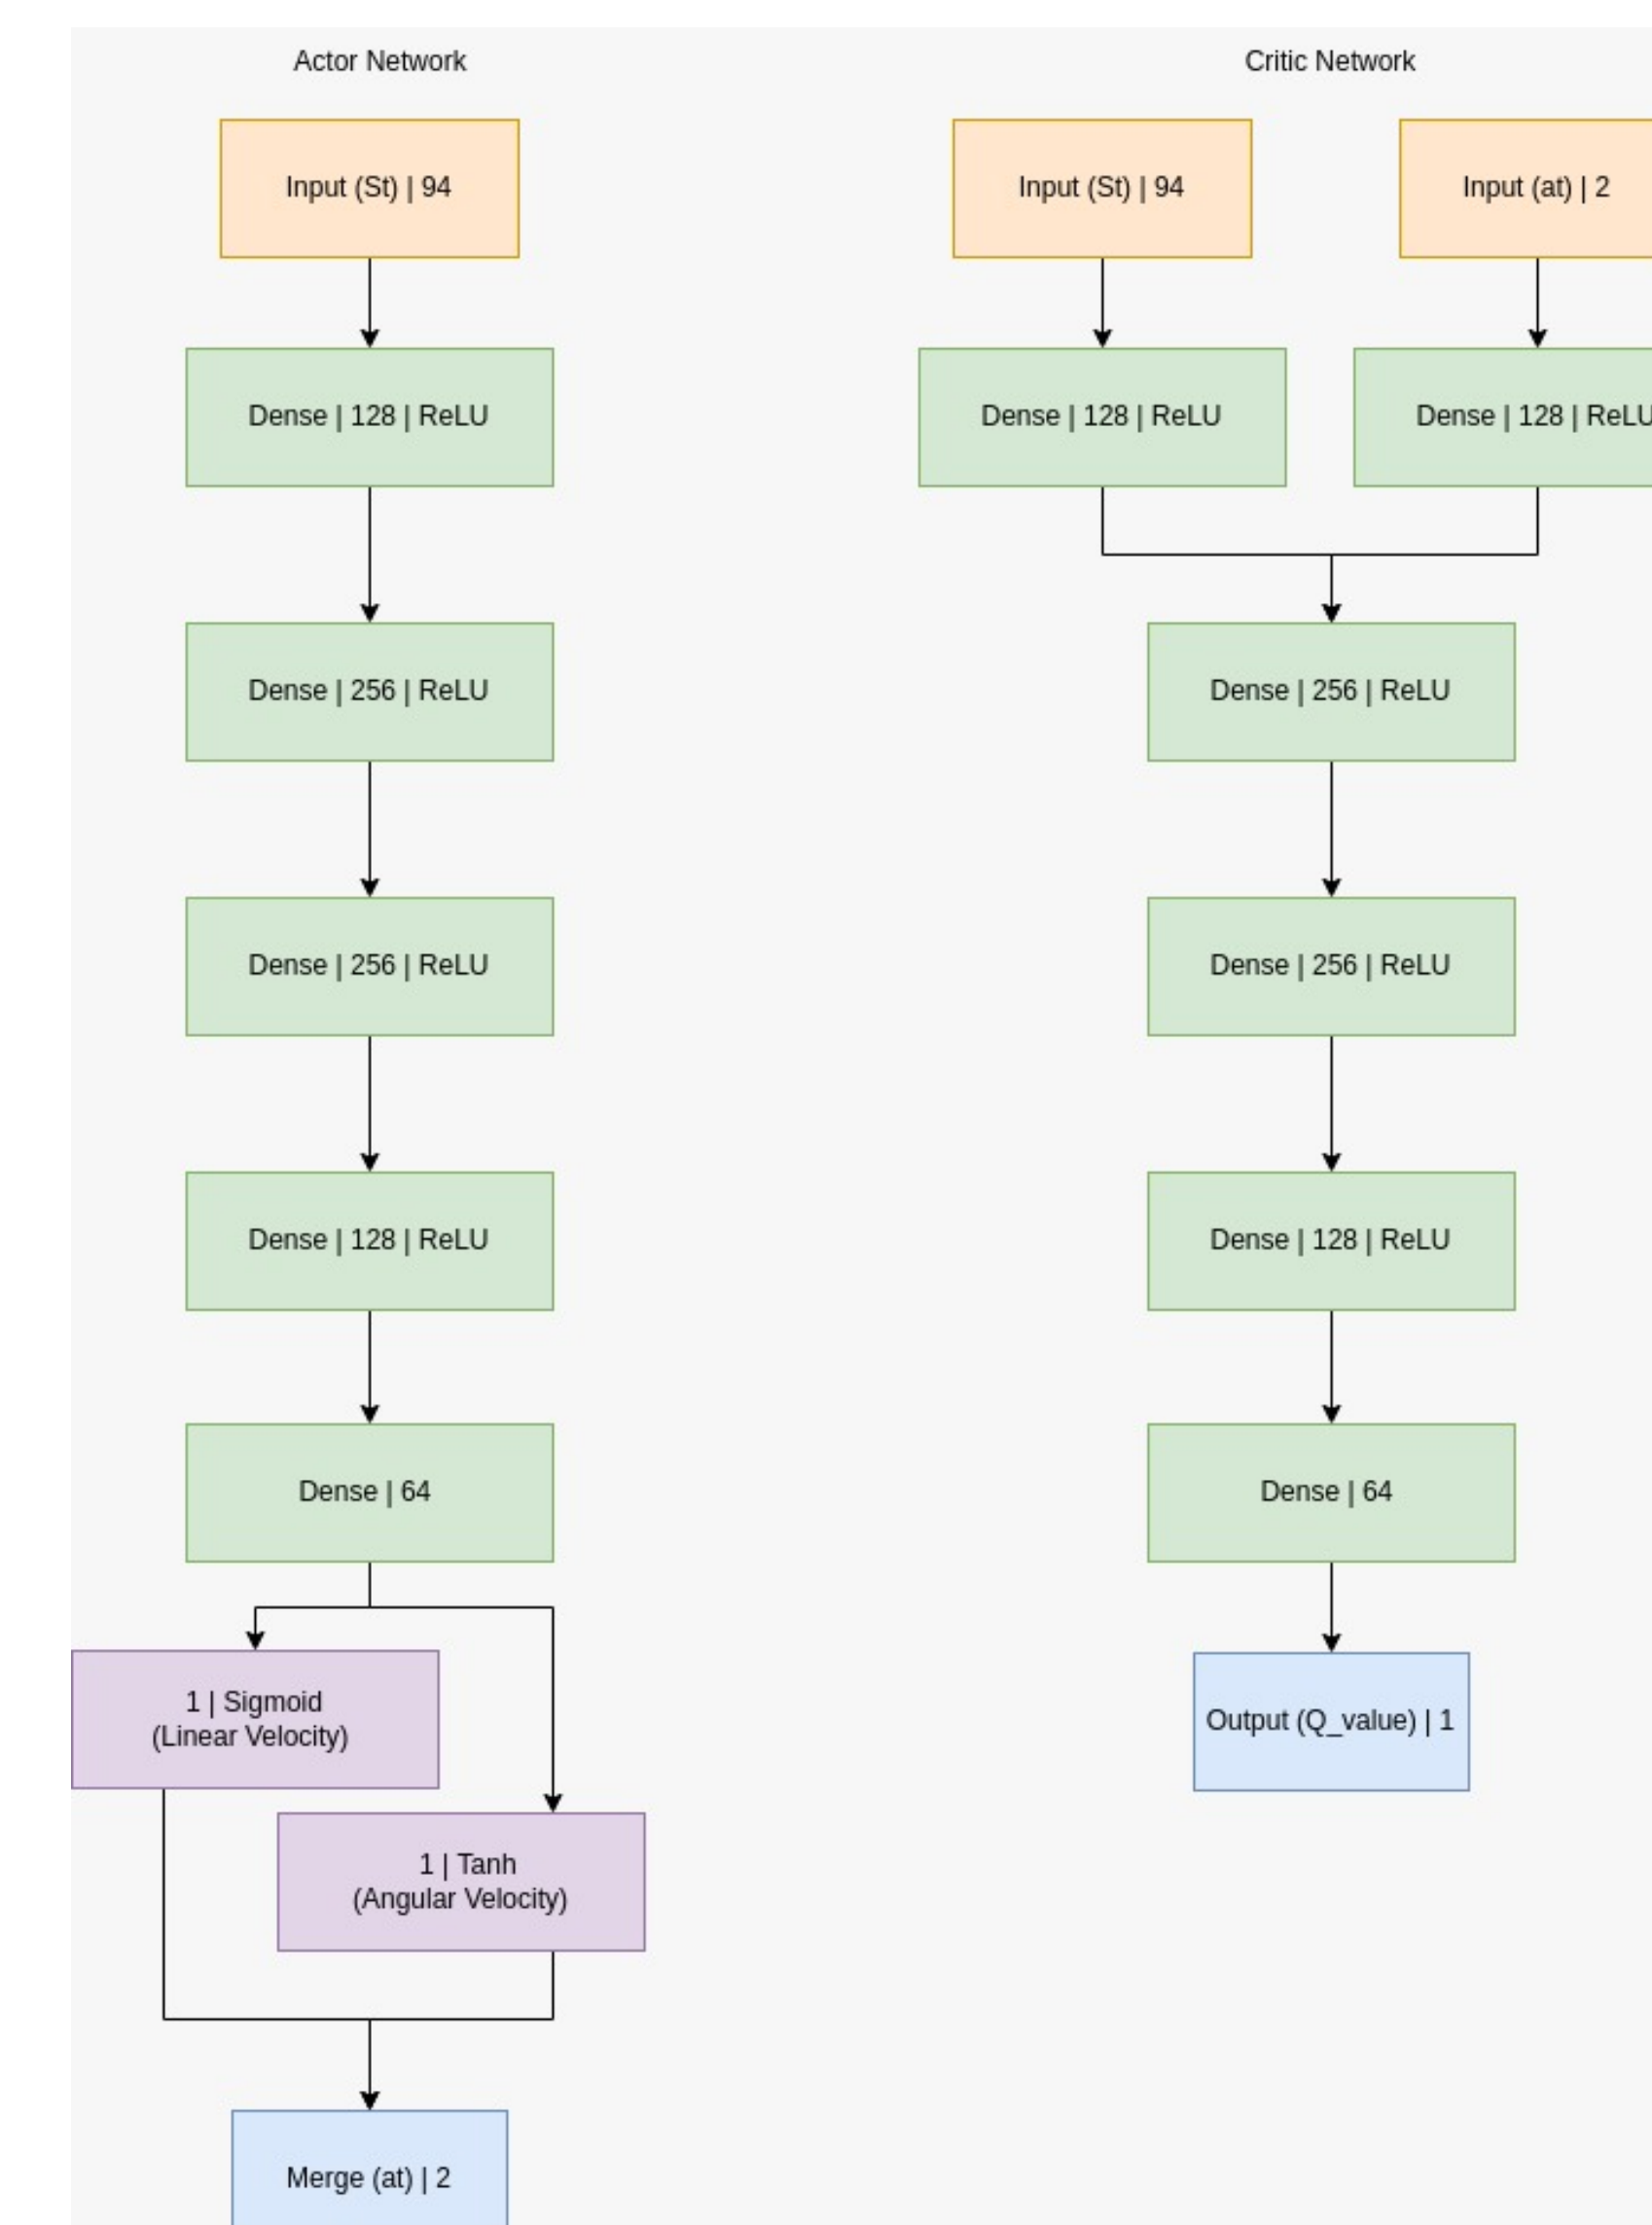 Actor Network
Input (St) | 94
Dense | 128 | ReLU
Dense | 256 | ReLU
Dense | 256 | ReLU
Dense | 128 | ReLU
Dense | 64
1 | Sigmoid
(Linear Velocity)
1 | Tanh
(Angular Velocity)
Merge (at) | 2
Critic Network
Input (St) | 94
Input (at) | 2
Dense | 128 | ReLU
Dense | 128 | ReLU
Dense | 256 | ReLU
Dense | 256 | ReLU
Dense | 128 | ReLU
Dense | 64
Output (Q_value) | 1